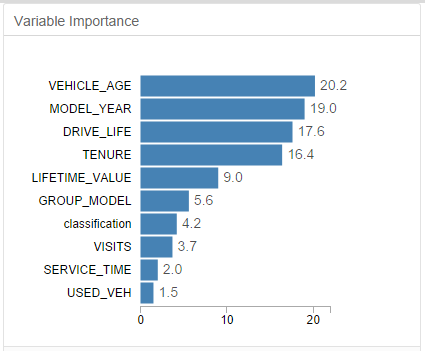 Variable Importance
VEHICLE_AGE 20.2
MODEL_YEAR 19.0
DRIVE_LIFE 17.6
TENURE 16.4
LIFETIME_VALUE 9.0
GROUP_MODEL 5.6
classification 4.2
VISITS 3.7
SERVICE_TIME 2.0
USED_VEH 1.5
0 10 20